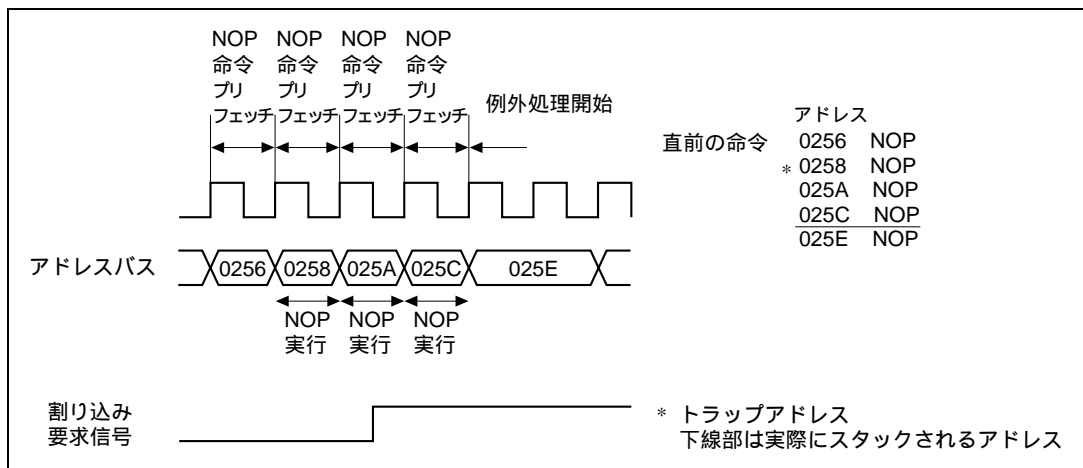 NOP NOP NOP NOP
命令 命令 命令 命令
プリ プリ プリ プリ
フェッチ フェッチ フェッチ フェッチ 例外処理開始
アドレス
直前の命令 0256 NOP
* 0258 NOP
025A NOP
025C NOP
025E NOP
アドレスバス 0256 0258 025A 025C 025E
NOP NOP NOP
実行 実行 実行
割り込み
要求信号
* トラップアドレス
下線部は実際にスタックされるアドレス